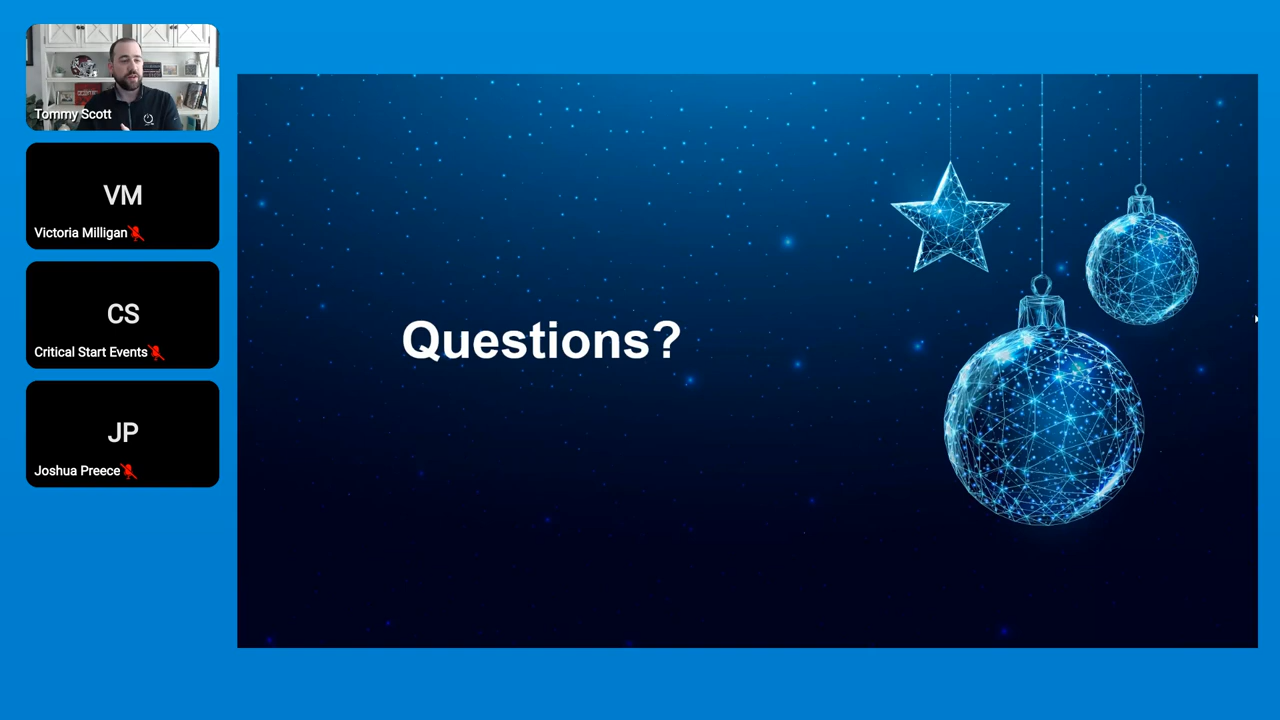 Tommy Scott
VM
Victoria Milligan
CS
Critical Start Events
JP
Joshua Preece
Questions?